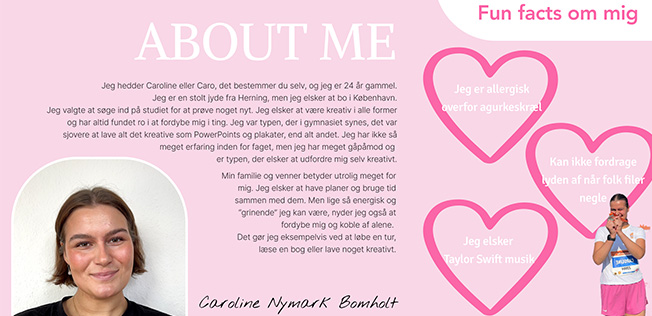 ABOUT ME
Jeg hedder Caroline eller Caro, det bestemmer du selv, og jeg er 24 år gammel.
Jeg er en stolt jyde fra Herning, men jeg elsker at bo i København.
Jeg valgte at søge ind på studiet for at prøve noget nyt. Jeg elsker at være kreativ i alle former
og har altid fundet ro i at fordybe mig i ting. Jeg var typen, der i gymnasiet synes, det var
sjovere at lave alt det kreative som PowerPoints og plakater, end alt andet. Jeg har ikke så
meget erfaring inden for faget, men jeg har meget gåpåmod og
er typen, der elsker at udfordre mig selv kreativt.
Min familie og venner betyder utrolig meget for
mig. Jeg elsker at have planer og bruge tid
sammen med dem. Men lige så energisk og
“grinende” jeg kan være, nyder jeg også at
fordybe mig og koble af alene.
Det gør jeg eksempelvis ved at løbe en tur,
læse en bog eller lave noget kreativt.
Caroline Nymark Bomholt
Fun facts om mig
Jeg er allergisk
overfor agurkeskræl
Kan ikke fordrage
lyden af når folk filer
negle
Jeg elsker
Taylor Swift musik